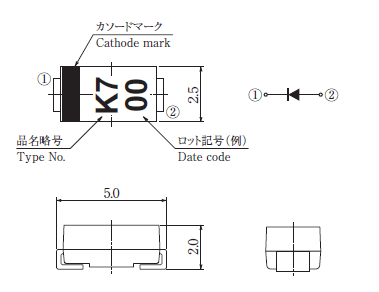 カソードマーク
Cathode mark
①
K7
00
②
2.5
① ②
品名略号
Type No.
ロット記号(例)
Date code
5.0
2.0